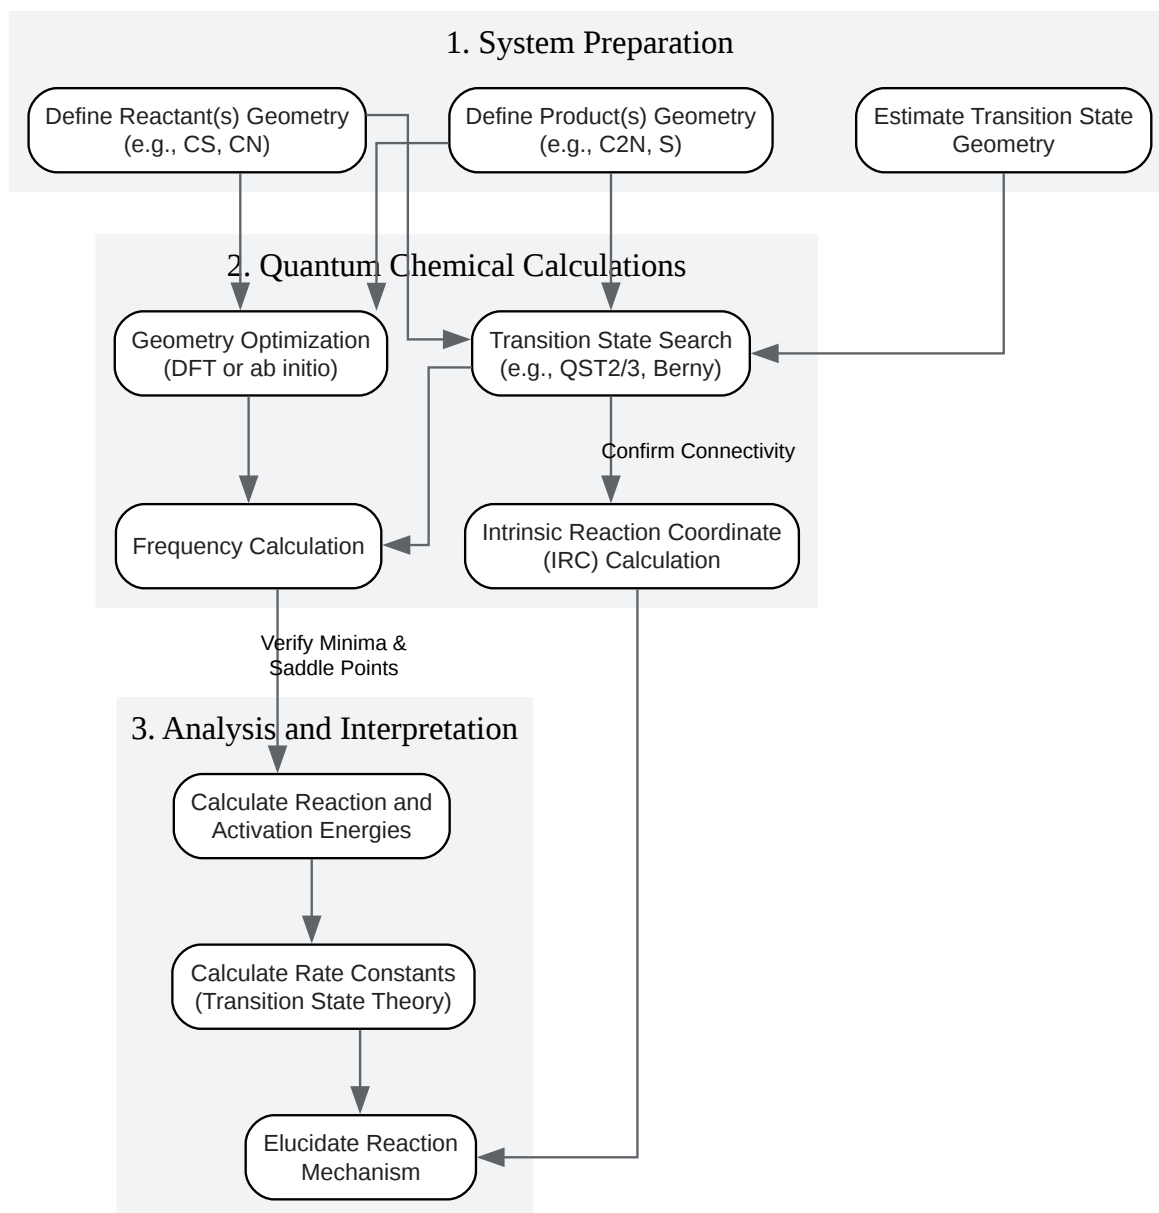 1. System Preparation
Define Reactant(s) Geometry
(e.g., CS, CN)
Define Product(s) Geometry
(e.g., C2N, S)
Estimate Transition State
Geometry
2. Quantum Chemical Calculations
Geometry Optimization
(DFT or ab initio)
Transition State Search
(e.g., QST2/3, Berny)
Confirm Connectivity
Frequency Calculation
Intrinsic Reaction Coordinate
(IRC) Calculation
Verify Minima &
Saddle Points
3. Analysis and Interpretation
Calculate Reaction and
Activation Energies
Calculate Rate Constants
(Transition State Theory)
Elucidate Reaction
Mechanism